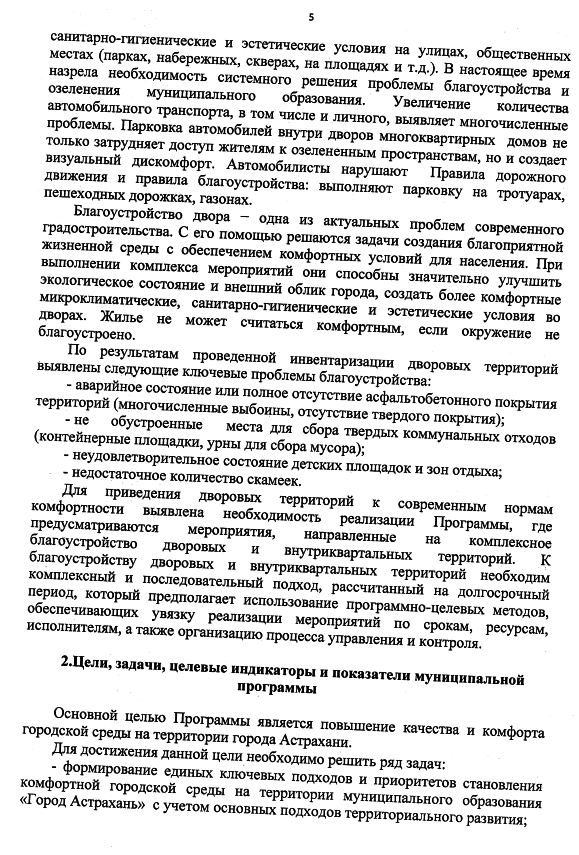 5
санитарно-гигиенические и эстетические условия на улицах, общественных
местах (парках, набережных, скверах, на площадях и т.д.). В настоящее время
назрела необходимость системного решения проблемы благоустройства и
озеленения муниципального образования. Увеличение количества
автомобильного транспорта, в том числе и личного, выявляет многочисленные
проблемы. Парковка автомобилей внутри дворов многоквартирных домов не
только затрудняет доступ жителям к озелененным пространствам, но и создает
визуальный дискомфорт. Автомобилисты нарушают Правила дорожного
движения и правила благоустройства: выполняют парковку на тротуарах,
пешеходных дорожках, газонах.
Благоустройство двора – одна из актуальных проблем современного
градостроительства. С его помощью решаются задачи создания благоприятной
жизненной среды с обеспечением комфортных условий для населения. При
выполнении комплекса мероприятий они способны значительно улучшить
экологическое состояние и внешний облик города, создать более комфортные
микроклиматические, санитарно-гигиенические и эстетические условия во
дворах. Жилье не может считаться комфортным, если окружение не
благоустроено.
По результатам проведенной инвентаризации дворовых территорий
выявлены следующие ключевые проблемы благоустройства:
- аварийное состояние или полное отсутствие асфальтобетонного покрытия
территорий (многочисленные выбоины, отсутствие твердого покрытия);
- не обустроенные места для сбора твердых коммунальных отходов
(контейнерные площадки, урны для сбора мусора);
- неудовлетворительное состояние детских площадок и зон отдыха;
- недостаточное количество скамеек.
Для приведения дворовых территорий к современным нормам
комфортности выявлена необходимость реализации Программы, где
предусматриваются мероприятия, направленные на комплексное
благоустройство дворовых и внутриквартальных территорий. К
благоустройству дворовых и внутриквартальных территорий необходим
комплексный и последовательный подход, рассчитанный на долгосрочный
период, который предполагает использование программно-целевых методов,
обеспечивающих увязку реализации мероприятий по срокам, ресурсам,
исполнителям, а также организацию процесса управления и контроля.
2.Цели, задачи, целевые индикаторы и показатели муниципальной
программы
Основной целью Программы является повышение качества и комфорта
городской среды на территории города Астрахани.
Для достижения данной цели необходимо решить ряд задач:
- формирование единых ключевых подходов и приоритетов становления
комфортной городской среды на территории муниципального образования
«Город Астрахань» с учетом основных подходов территориального развития;